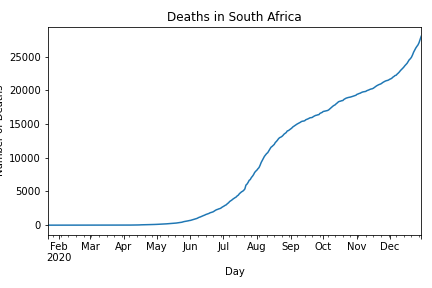 Deaths in South Africa
Number of Deaths
25000
20000
15000
10000
5000
0
Feb Mar Apr May Jun Jul Aug Sep Oct Nov Dec
2020
Day